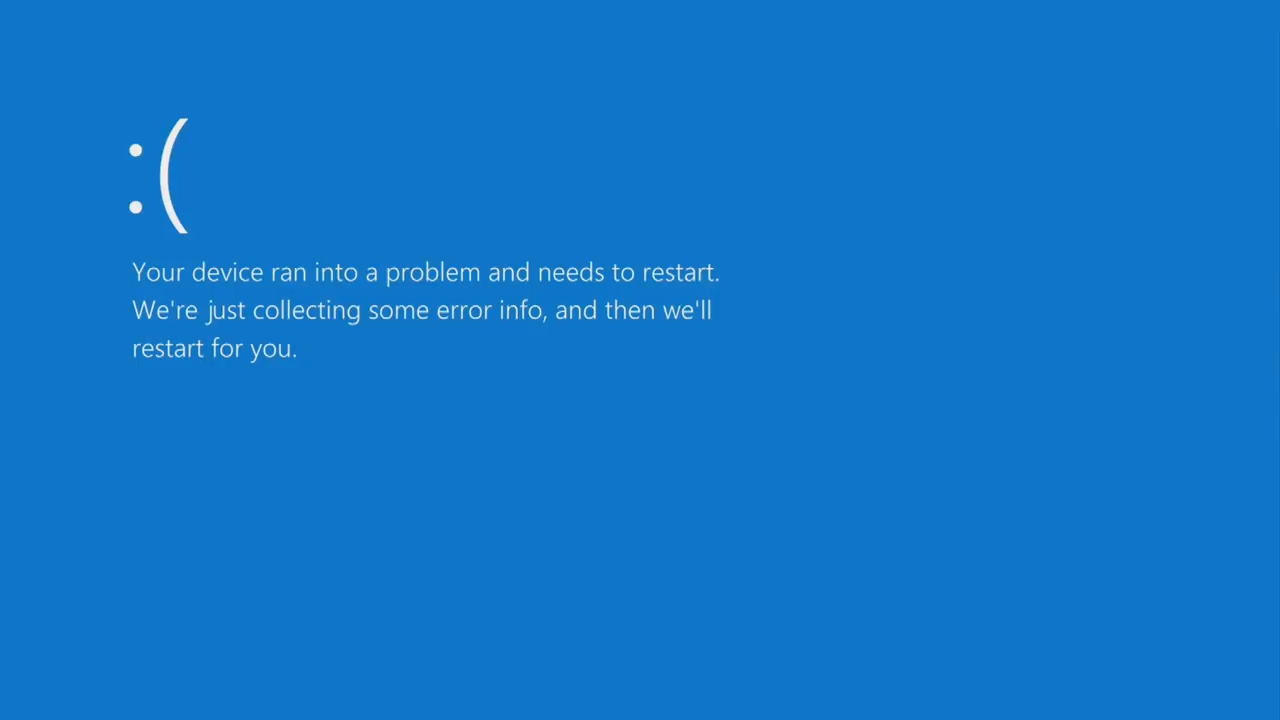 :(
Your device ran into a problem and needs to restart.
We're just collecting some error info, and then we'll
restart for you.